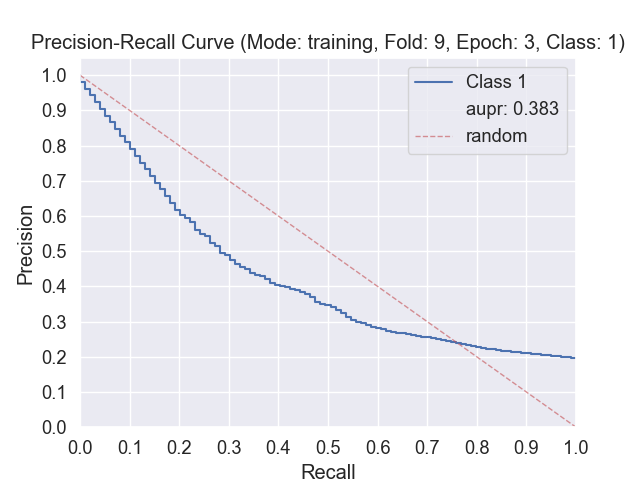 Precision-Recall Curve (Mode: training, Fold: 9, Epoch: 3, Class: 1)
Class 1
aupr: 0.383
random
1.0
0.9
0.8
0.7
0.6
0.5
0.4
0.3
0.2
0.1
0.0
Precision
0.0 0.1 0.2 0.3 0.4 0.5 0.6 0.7 0.8 0.9 1.0
Recall